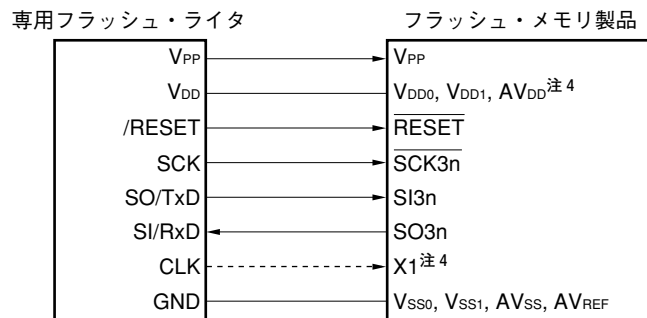 専用フラッシュ・ライタ フラッシュ・メモリ製品
VPP VPP
VDD VDD0, VDD1, AVDD注4
/RESET RESET
SCK SCK3n
SO/TxD SI3n
SI/RxD SO3n
CLK X1注4
GND VSS0, VSS1, AVSS, AVREF